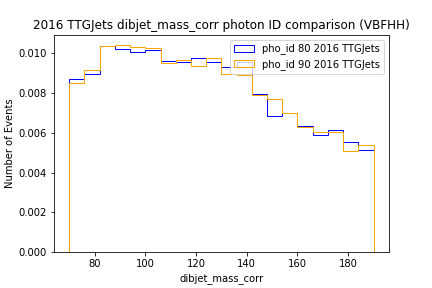 2016 TTGJets dibjet_mass_corr photon ID comparison (VBFHH)
pho_id 80 2016 TTGJets
pho_id 90 2016 TTGJets
Number of Events
0.010
0.008
0.006
0.004
0.002
0.000
80 100 120 140 160 180
dibjet_mass_corr